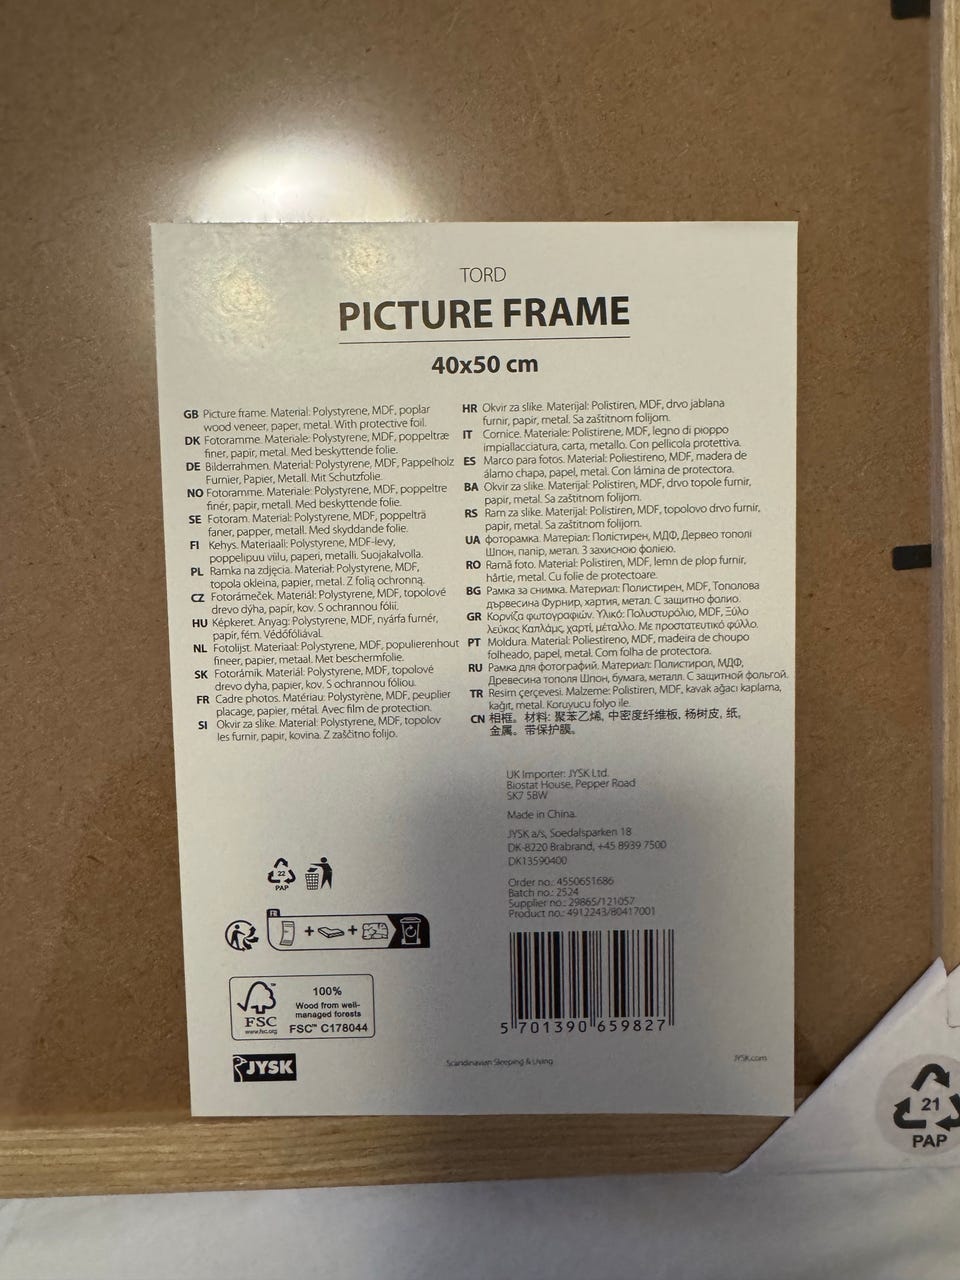 TORD
PICTURE FRAME
40x50 cm
GB Picture frame. Material: Polystyrene, MDF, poplar
wood veneer, paper, metal. With protective foil.
DK Fotoramme. Materiale: Polystyrene, MDF, poppeltræ
finer, papir, metal. Med beskyttende folie.
DE Bilderrahmen. Material: Polystyrene, MDF, Pappelholz
Furnier, Papier, Metall. Mit Schutzfolie.
NO Fotoramme. Materiale: Polystyrene, MDF, poppeltre
finér, papir, metall. Med beskyttende folie.
SE Fotoram. Material: Polystyrene, MDF, poppelträ
faner, papper, metall. Med skyddande folie.
FI Kehys. Materiaali: Polystyrene, MDF-levy,
poppelipuu viilu, paperi, metalli. Suojakalvolla.
PL Ramka na zdjęcia. Materiał: Polystyrene, MDF,
topola okleina, papier, metal. Z folią ochronną.
CZ Fotorámeček. Materiál: Polystyrene, MDF, topolové
drevo dýha, papír, kov. S ochrannou fólií.
HU Képkeret. Anyag: Polystyrene, MDF, nyárfa furnér,
papír, fém. Védőfóliával.
NL Fotolijst. Materiaal: Polystyrene, MDF, populierenhout
fineer, papier, metaal. Met beschermfolie.
SK Fotorámik. Materiál: Polystyrene, MDF, topolové
drevo dyha, papier, kov. S ochrannou fóliou.
FR Cadre photos. Matériau: Polystyrène, MDF, peuplier
placage, papier, métal. Avec film de protection.
SI Okvir za slike. Material: Polystyrene, MDF, topolov
les furnir, papir, kovina. Z zaščitno folijo.
HR Okvir za slike. Materijal: Polistiren, MDF, drvo jablana
furnir, papir, metal. Sa zaštitnom folijom.
IT Cornice. Materiale: Polistirene, MDF, legno di pioppo
impiallacciatura, carta, metallo. Con pellicola protettiva.
ES Marco para fotos. Material: Poliestireno, MDF, madera de
álamo chapa, papel, metal. Con lámina de protectora.
BA Okvir za slike. Materijal: Polistiren, MDF, drvo topole furnir,
papir, metal. Sa zaštitnom folijom.
RS Ram za slike. Materijal: Polistiren, MDF, topolovo drvo furnir,
papir, metal. Sa zaštitnom folijom.
UA фоторамка. Матеріал: Полістирен, МДФ, Дерево тополі
Шпон, папір, метал. З захисною фолією.
RO Ramă foto. Material: Polistiren, MDF, lemn de plop furnir,
hârtie, metal. Cu folie de protectoare.
BG Рамка за снимка. Материал: Полистирен, MDF, Тополова
дървесина Фурнир, хартия, метал. С защитно фолио.
GR Κορνίζα φωτογραφιών. Υλικό: Πολυστυρόλιο, MDF, Ξύλο
λεύκας Καπλάμς, χαρτί, μέταλλο. Με προστατευτικό φύλλο.
PT Moldura. Material: Poliestireno, MDF, madeira de choupo
folheado, papel, metal. Com folha de protectora.
RU Рамка для фотографий. Материал: Полистирол, МДФ,
Древесина тополя Шпон, бумага, металл. С защитной фольгой.
TR Resim çerçevesi. Malzeme: Polistiren, MDF, kavak ağacı kaplama,
kağıt, metal. Koruyucu folyo ile.
CN 相框。材料: 聚苯乙烯, 中密度纤维板, 杨树皮, 纸,
金属。带保护膜。
UK Importer: JYSK Ltd.
Biostat House, Pepper Road
SK7 5BW
Made in China.
JYSK a/s, Soedalsparken 18
DK-8220 Brabrand, +45 8939 7500
DK13590400
Order no.: 4550651686
Batch no.: 2524
Supplier no.: 29865/121057
Product no.: 4912243/80417001
5 701390 659827
22
PAP
FR
100%
Wood from well-
managed forests
FSC™ C178044
FSC
www.fsc.org
JYSK
Scandinavian Sleeping & Living
JYSK.com
21
PAP